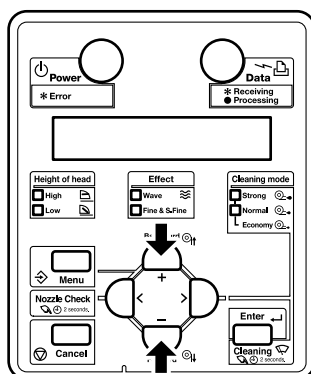 Power
Data
* Error
* Receiving
● Processing
Height of head
Effect
Cleaning mode
High
Wave
Strong
Low
Fine & S.Fine
Normal
Economy
Menu
+
< >
Nozzle Check
2 seconds.
−
Enter
Cancel
Cleaning
2 seconds.